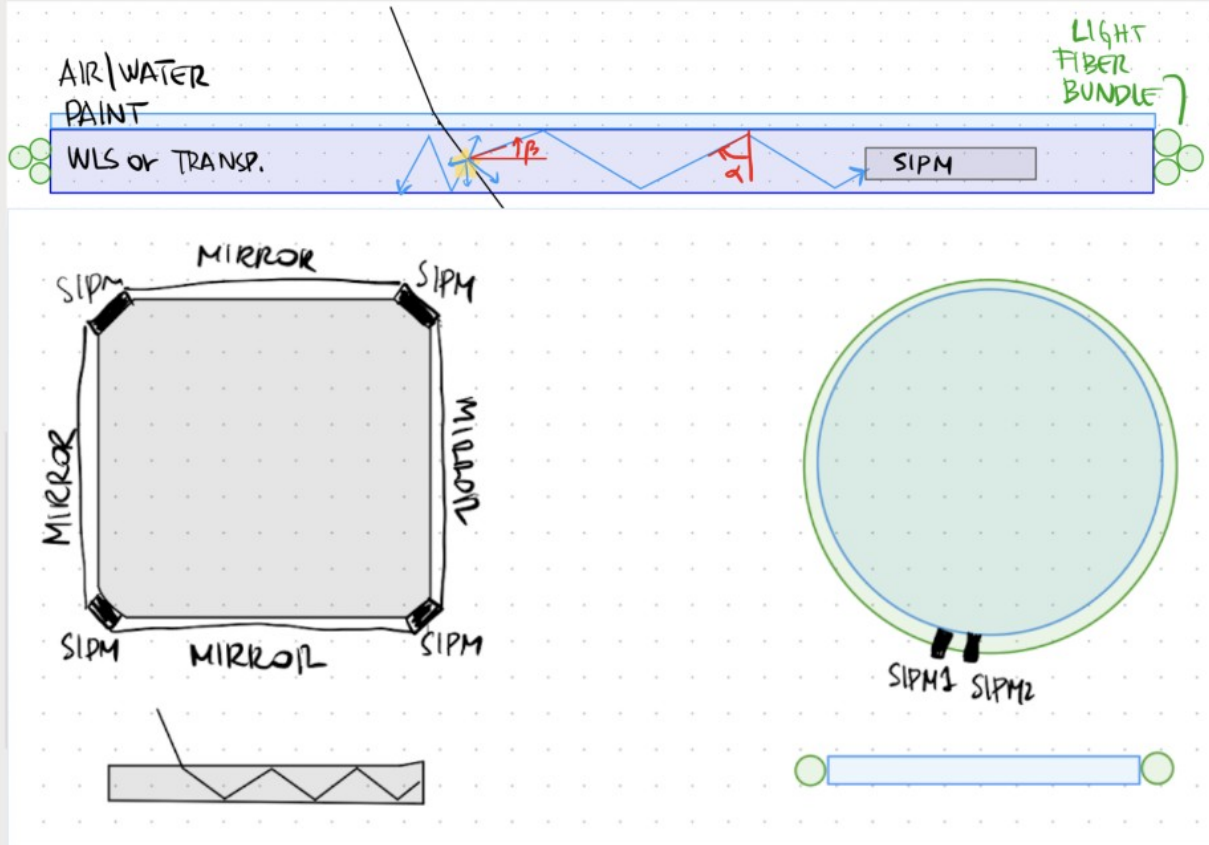 LIGHT
FIBER
BUNDLE
AIR/WATER
PAINT
WLS or TRANSP.
β
α
SIPM
MIRROR
SIPM
SIPM
MIRROR
MIRROR
SIPM
MIRROR
SIPM
SIPM1
SIPM2